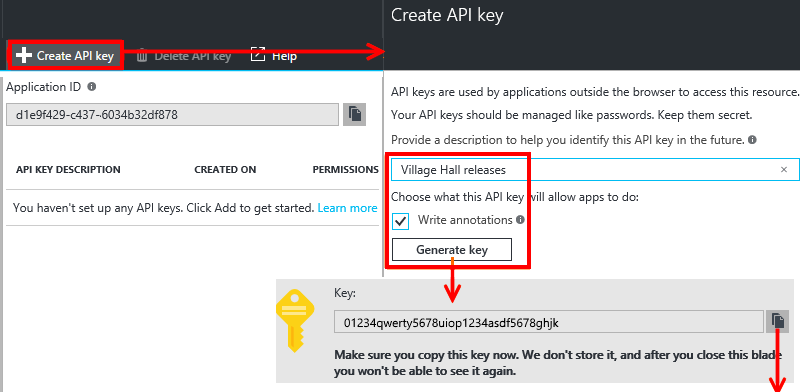 Create API key
Create API key
Delete API key
Help
Application ID
d1e9f429-c437-6034b32df878
API KEY DESCRIPTION
CREATED ON
PERMISSIONS
You haven't set up any API keys. Click Add to get started. Learn more
API keys are used by applications outside the browser to access this resource.
Your API keys should be managed like passwords. Keep them secret.
Provide a description to help you identify this API key in the future.
Village Hall releases
Choose what this API key will allow apps to do:
Write annotations
Generate key
Key:
01234qwerty5678uiop1234asdf5678ghjk
Make sure you copy this key now. We don't store it, and after you close this blade
you won't be able to see it again.